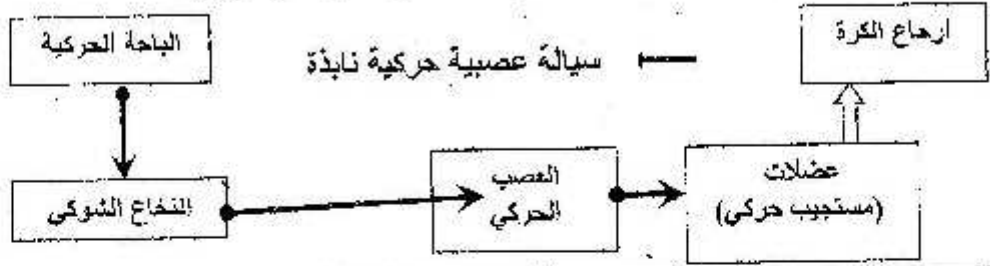 الباحة الحركية
سيالة عصبية حركية نابذة
ارجاع الكرة
النخاع الشوكي
العصب
الحركي
عضلات
(مستجيب حركي)